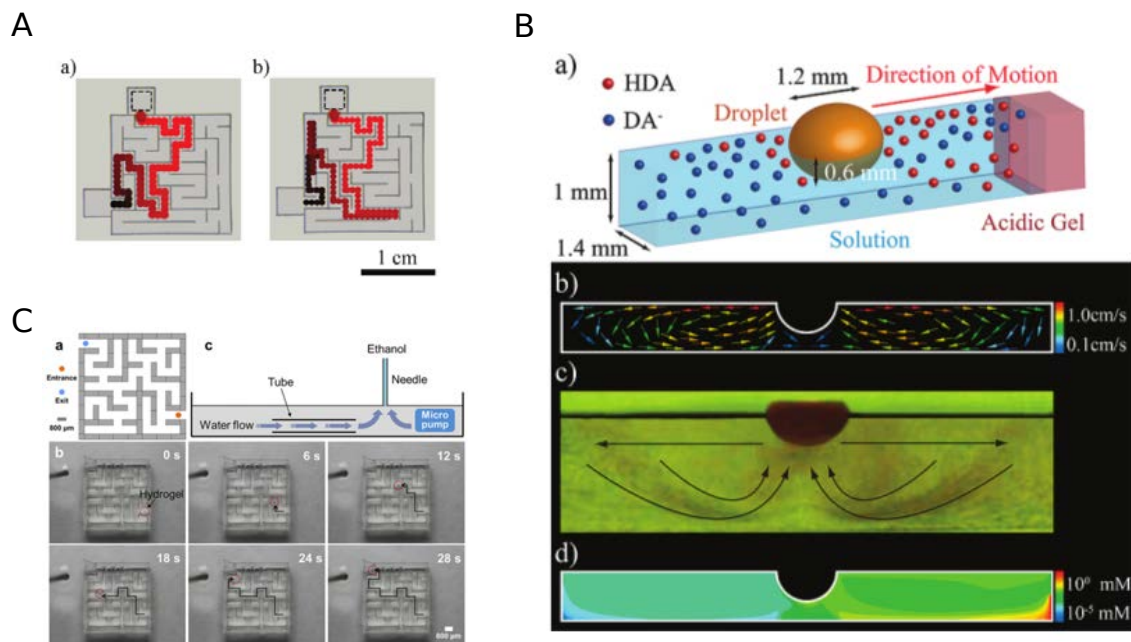 A
a)
b)
1 cm
B
a)
HDA
DA-
Droplet
1.2 mm
Direction of Motion
0.6 mm
1 mm
1.4 mm
Solution
Acidic Gel
b)
1.0cm/s
0.1cm/s
c)
d)
10⁰ mM
10⁻⁵ mM
C
a
Entrance
Exit
800 µm
c
Ethanol
Needle
Tube
Water flow
Micro
pump
b
0 s
Hydrogel
6 s
12 s
18 s
24 s
28 s
800 µm